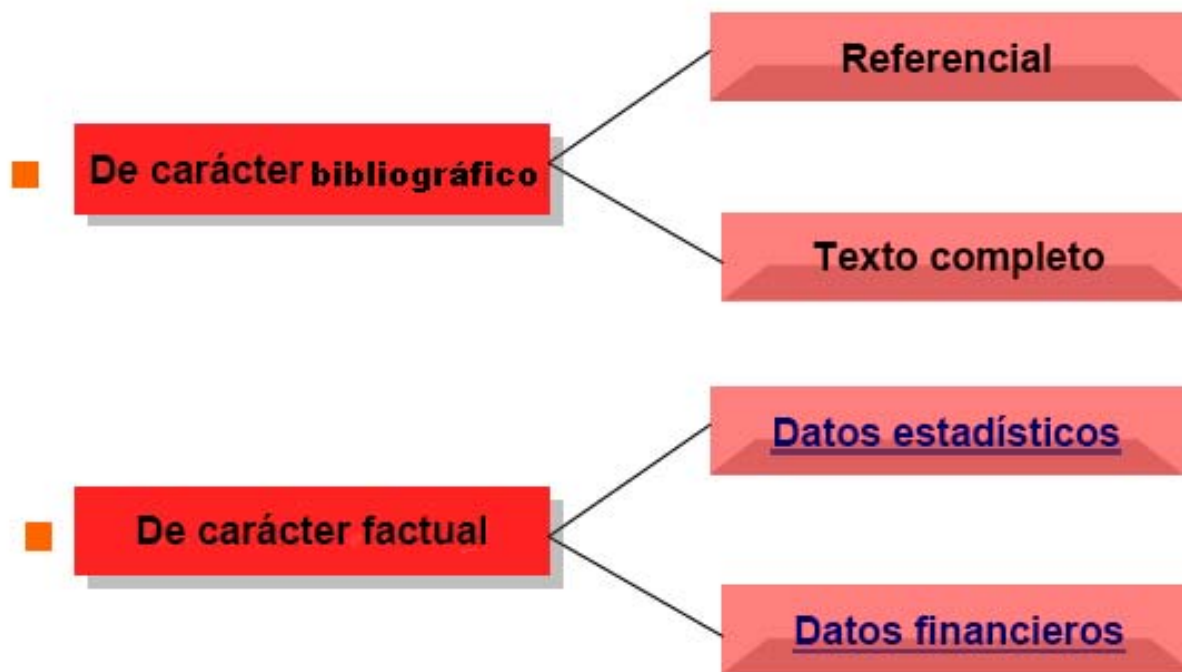 De carácter bibliográfico
Referencial
Texto completo
De carácter factual
Datos estadísticos
Datos financieros